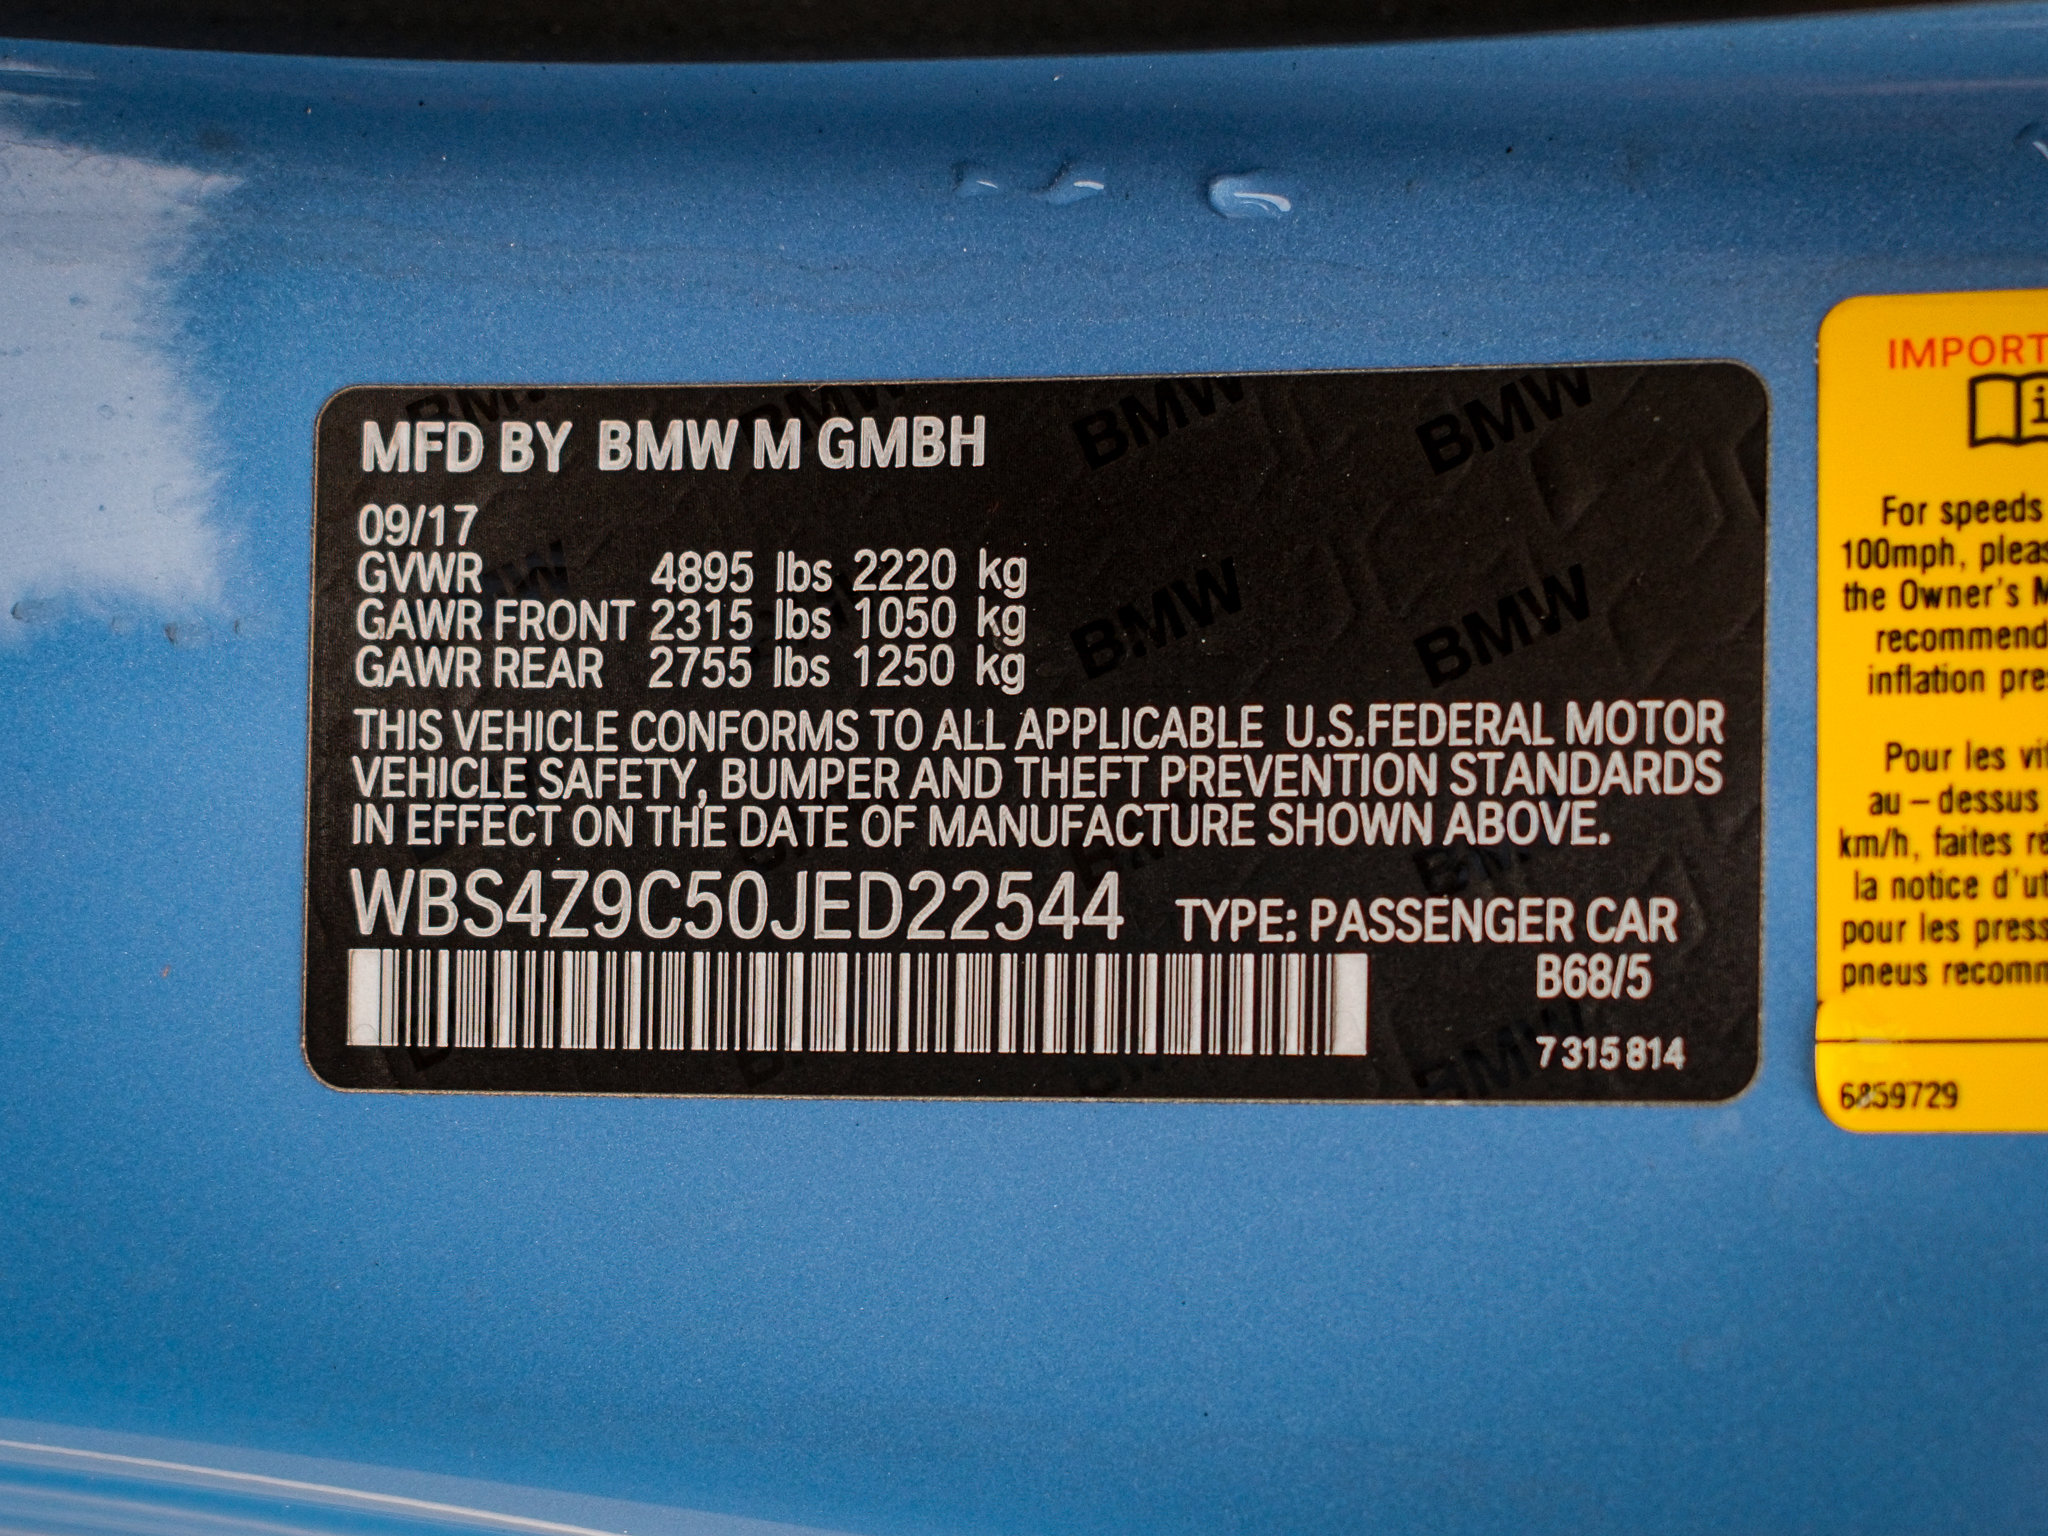 MFD BY BMW M GMBH
09/17
GVWR 4895 lbs 2220 kg
GAWR FRONT 2315 lbs 1050 kg
GAWR REAR 2755 lbs 1250 kg
THIS VEHICLE CONFORMS TO ALL APPLICABLE U.S.FEDERAL MOTOR
VEHICLE SAFETY, BUMPER AND THEFT PREVENTION STANDARDS
IN EFFECT ON THE DATE OF MANUFACTURE SHOWN ABOVE.
WBS4Z9C50JED22544 TYPE: PASSENGER CAR
B68/5
7 315 814
IMPORT
For speeds
100mph, pleas
the Owner's M
recommend
inflation pre
Pour les vit
au – dessus
km/h, faites re
la notice d'ut
pour les press
pneus recomm
6859729